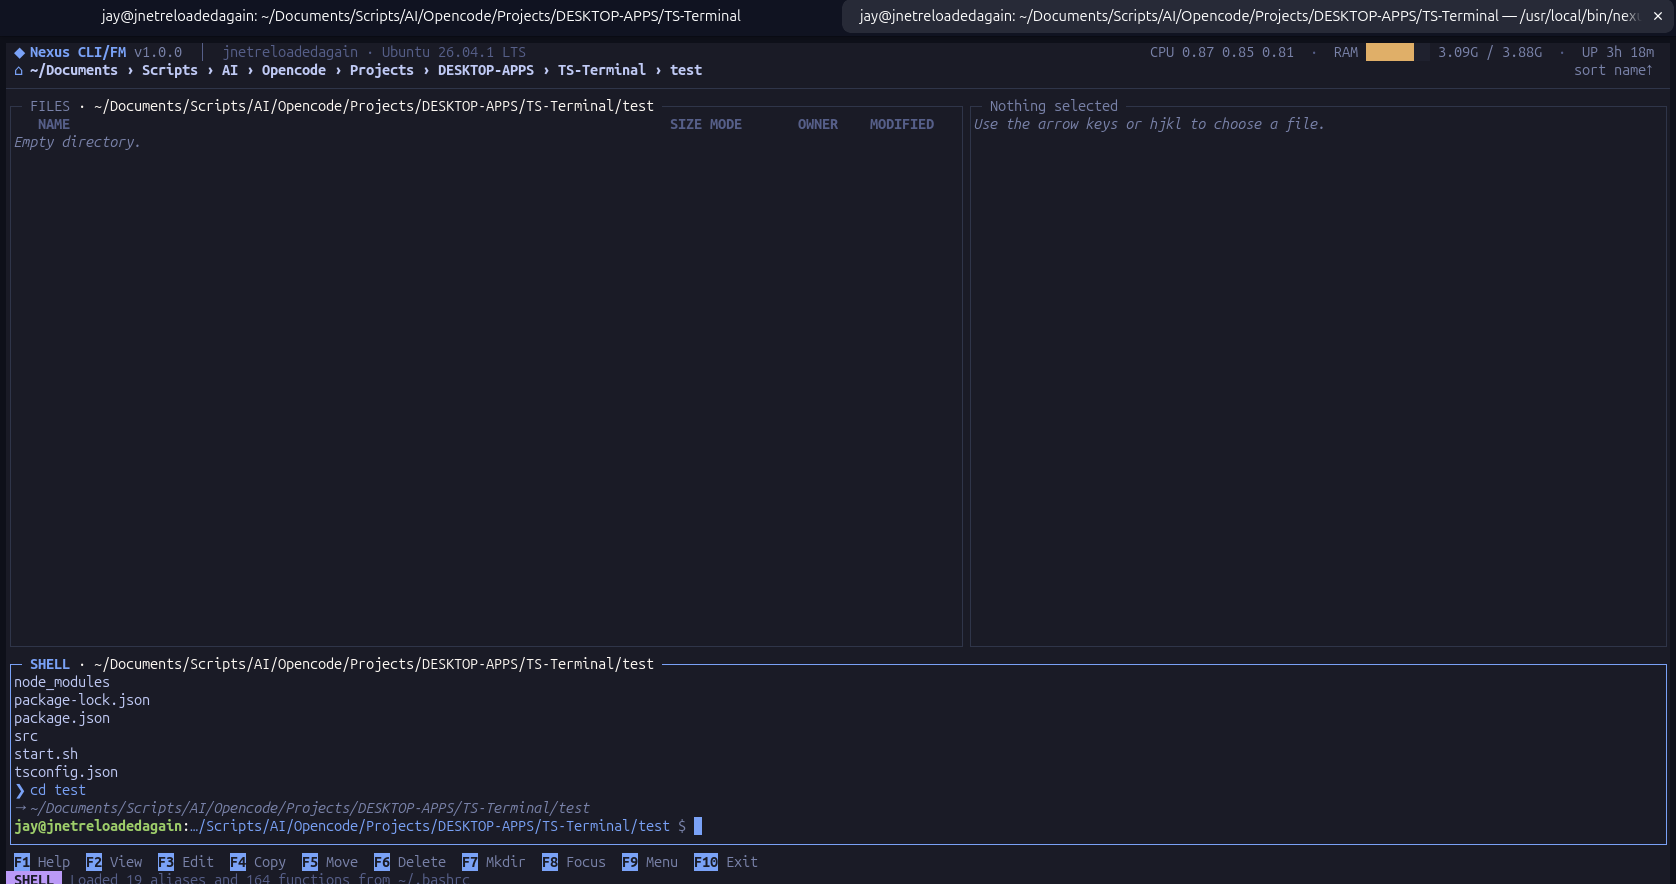 jay@jnetreloadedagain: ~/Documents/Scripts/AI/Opencode/Projects/DESKTOP-APPS/TS-Terminal
jay@jnetreloadedagain: ~/Documents/Scripts/AI/Opencode/Projects/DESKTOP-APPS/TS-Terminal — /usr/local/bin/nexu ×
◆ Nexus CLI/FM v1.0.0 │ jnetreloadedagain · Ubuntu 26.04.1 LTS CPU 0.87 0.85 0.81 · RAM 3.09G / 3.88G · UP 3h 18m
⌂ ~/Documents › Scripts › AI › Opencode › Projects › DESKTOP-APPS › TS-Terminal › test sort name↑
FILES · ~/Documents/Scripts/AI/Opencode/Projects/DESKTOP-APPS/TS-Terminal/test
NAME SIZE MODE OWNER MODIFIED
Empty directory.
Nothing selected
Use the arrow keys or hjkl to choose a file.
SHELL · ~/Documents/Scripts/AI/Opencode/Projects/DESKTOP-APPS/TS-Terminal/test
node_modules
package-lock.json
package.json
src
start.sh
tsconfig.json
❯ cd test
→ ~/Documents/Scripts/AI/Opencode/Projects/DESKTOP-APPS/TS-Terminal/test
jay@jnetreloadedagain:…/Scripts/AI/Opencode/Projects/DESKTOP-APPS/TS-Terminal/test $
F1 Help F2 View F3 Edit F4 Copy F5 Move F6 Delete F7 Mkdir F8 Focus F9 Menu F10 Exit
SHELL Loaded 19 aliases and 164 functions from ~/.bashrc